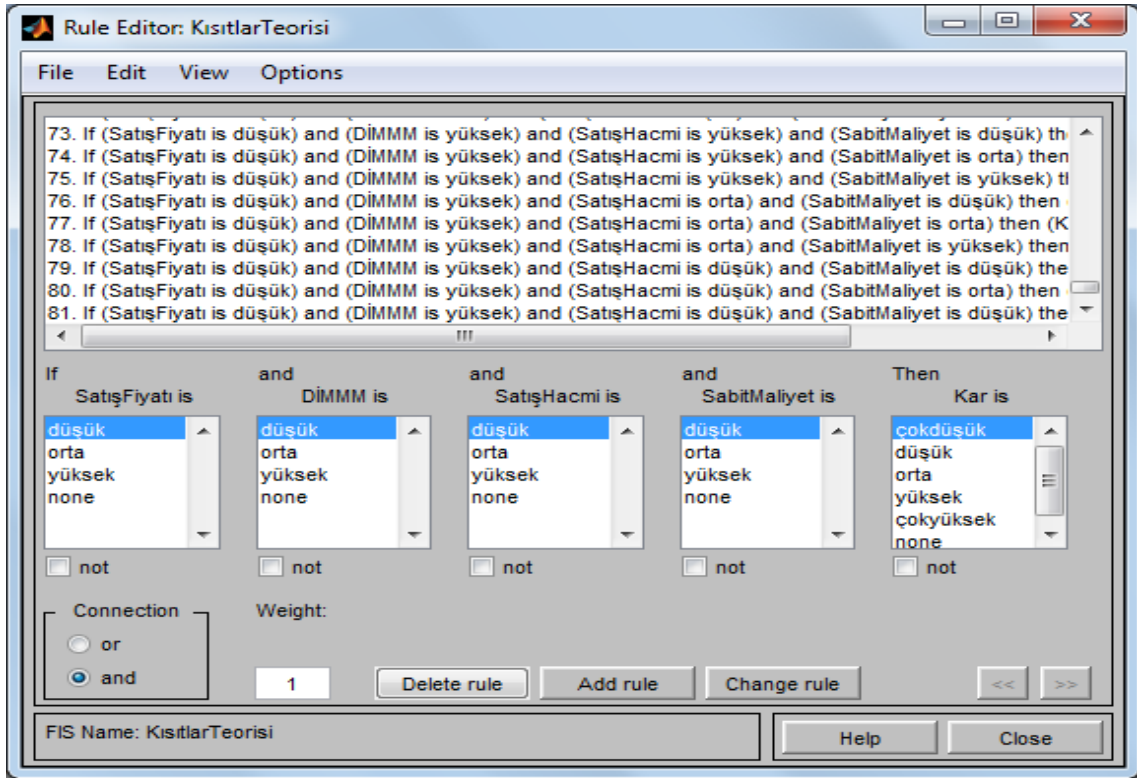 Rule Editor: KısıtlarTeorisi
File Edit View Options
73. If (SatışFiyatı is düşük) and (DİMMM is yüksek) and (SatışHacmi is yüksek) and (SabitMaliyet is düşük) th
74. If (SatışFiyatı is düşük) and (DİMMM is yüksek) and (SatışHacmi is yüksek) and (SabitMaliyet is orta) then
75. If (SatışFiyatı is düşük) and (DİMMM is yüksek) and (SatışHacmi is yüksek) and (SabitMaliyet is yüksek) t
76. If (SatışFiyatı is düşük) and (DİMMM is yüksek) and (SatışHacmi is orta) and (SabitMaliyet is düşük) then
77. If (SatışFiyatı is düşük) and (DİMMM is yüksek) and (SatışHacmi is orta) and (SabitMaliyet is orta) then (K
78. If (SatışFiyatı is düşük) and (DİMMM is yüksek) and (SatışHacmi is orta) and (SabitMaliyet is yüksek) then
79. If (SatışFiyatı is düşük) and (DİMMM is yüksek) and (SatışHacmi is düşük) and (SabitMaliyet is düşük) the
80. If (SatışFiyatı is düşük) and (DİMMM is yüksek) and (SatışHacmi is düşük) and (SabitMaliyet is orta) then
81. If (SatışFiyatı is düşük) and (DİMMM is yüksek) and (SatışHacmi is düşük) and (SabitMaliyet is düşük) the
If and and and Then
SatışFiyatı is DİMMM is SatışHacmi is SabitMaliyet is Kar is
düşük düşük düşük düşük çokdüşük
orta orta orta orta düşük
yüksek yüksek yüksek yüksek orta
none none none none yüksek
çokyüksek
none
not not not not not
Connection Weight:
or
and 1 Delete rule Add rule Change rule << >>
FIS Name: KısıtlarTeorisi Help Close